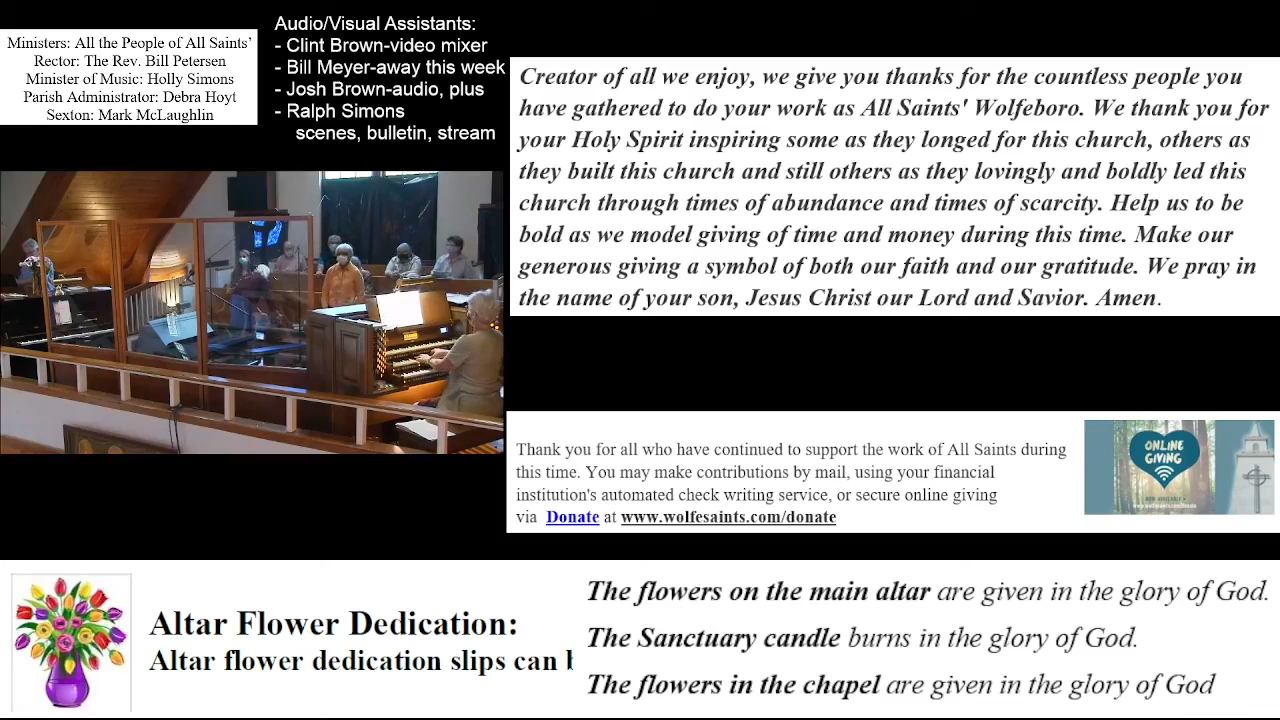 Ministers: All the People of All Saints’
Rector: The Rev. Bill Petersen
Minister of Music: Holly Simons
Parish Administrator: Debra Hoyt
Sexton: Mark McLaughlin
Audio/Visual Assistants:
- Clint Brown-video mixer
- Bill Meyer-away this week
- Josh Brown-audio, plus
- Ralph Simons
scenes, bulletin, stream
Creator of all we enjoy, we give you thanks for the countless people you
have gathered to do your work as All Saints' Wolfeboro. We thank you for
your Holy Spirit inspiring some as they longed for this church, others as
they built this church and still others as they lovingly and boldly led this
church through times of abundance and times of scarcity. Help us to be
bold as we model giving of time and money during this time. Make our
generous giving a symbol of both our faith and our gratitude. We pray in
the name of your son, Jesus Christ our Lord and Savior. Amen.
Thank you for all who have continued to support the work of All Saints during
this time. You may make contributions by mail, using your financial
institution's automated check writing service, or secure online giving
via Donate at www.wolfesaints.com/donate
ONLINE
GIVING
Altar Flower Dedication:
Altar flower dedication slips can
The flowers on the main altar are given in the glory of God.
The Sanctuary candle burns in the glory of God.
The flowers in the chapel are given in the glory of God